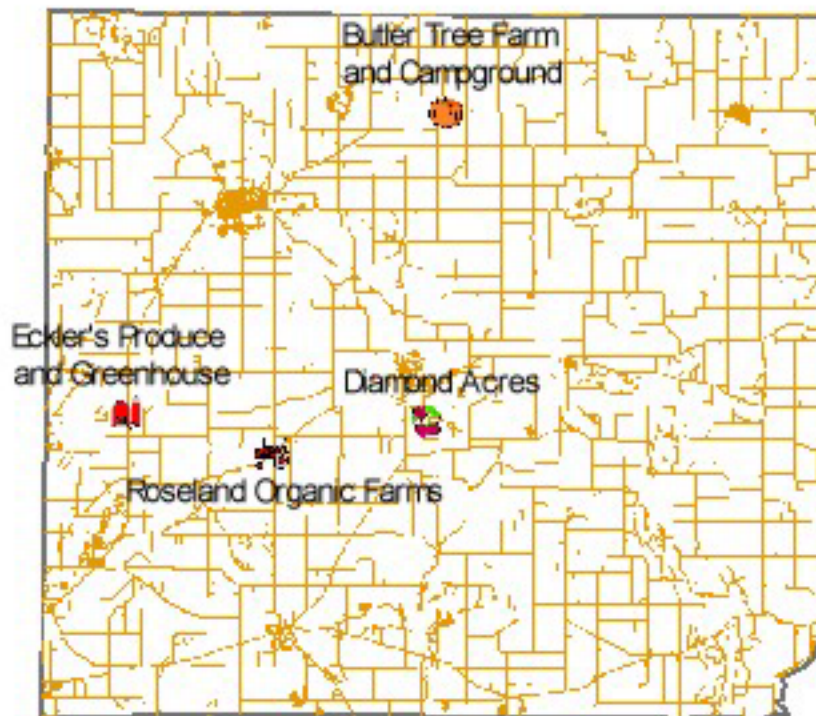 Butler Tree Farm
and Campground
Eckler's Produce
and Greenhouse
Diamond Acres
Roseland Organic Farms